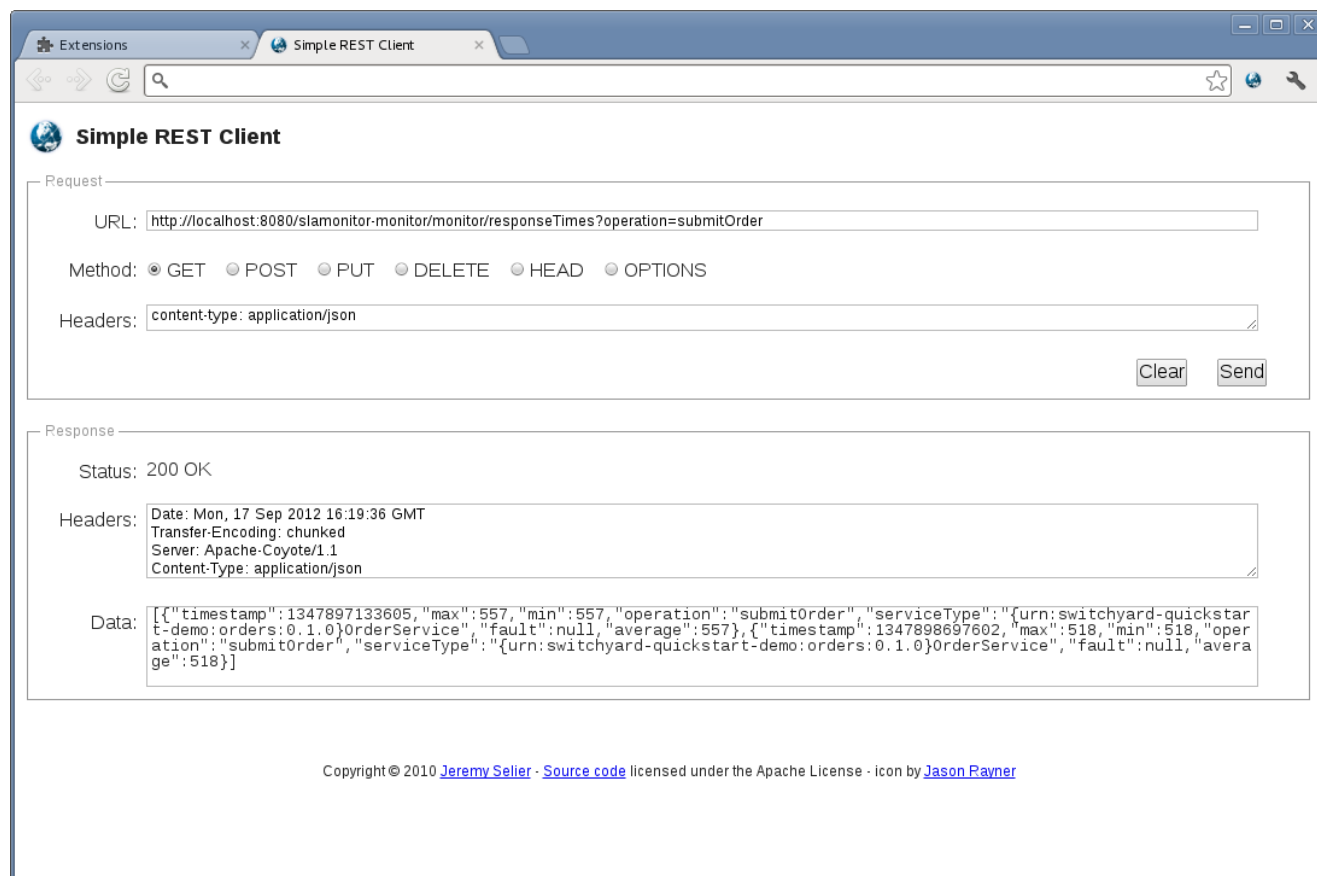 Extensions
Simple REST Client
Simple REST Client
Request
URL: http://localhost:8080/slamonitor-monitor/monitor/responseTimes?operation=submitOrder
Method: GET POST PUT DELETE HEAD OPTIONS
Headers: content-type: application/json
Clear Send
Response
Status: 200 OK
Headers: Date: Mon, 17 Sep 2012 16:19:36 GMT
Transfer-Encoding: chunked
Server: Apache-Coyote/1.1
Content-Type: application/json
Data: [{"timestamp":1347897133605,"max":557,"min":557,"operation":"submitOrder","serviceType":"{urn:switchyard-quickstar
t-demo:orders:0.1.0}OrderService","fault":null,"average":557},{"timestamp":1347898697602,"max":518,"min":518,"oper
ation":"submitOrder","serviceType":"{urn:switchyard-quickstart-demo:orders:0.1.0}OrderService","fault":null,"avera
ge":518}]
Copyright © 2010 Jeremy Selier - Source code licensed under the Apache License - icon by Jason Rayner